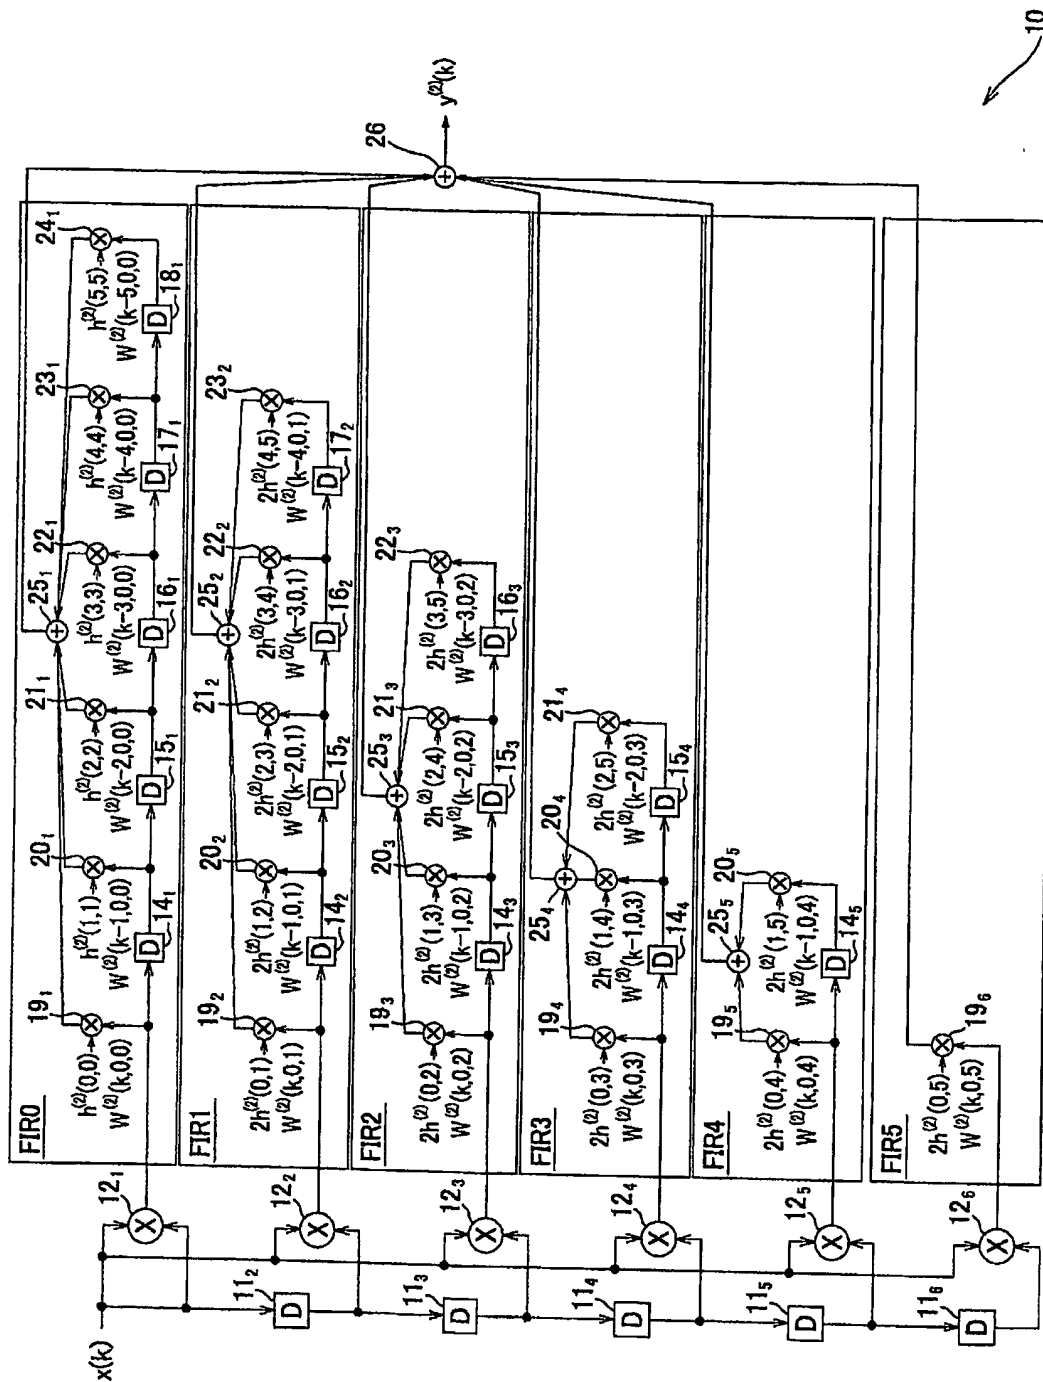 x(k)
11₂
11₃
11₄
11₅
11₆
D
D
D
D
D
12₁
12₂
12₃
12₄
12₅
12₆
X
X
X
X
X
X
FIR0
19₁
20₁
21₁
25₁
22₁
23₁
24₁
h⁽²⁾(0,0)
W⁽²⁾(k,0,0)
h⁽²⁾(1,1)
W⁽²⁾(k−1,0,0)
h⁽²⁾(2,2)
W⁽²⁾(k−2,0,0)
h⁽²⁾(3,3)
W⁽²⁾(k−3,0,0)
h⁽²⁾(4,4)
W⁽²⁾(k−4,0,0)
h⁽²⁾(5,5)
W⁽²⁾(k−5,0,0)
D
D
D
D
D
14₁
15₁
16₁
17₁
18₁
FIR1
19₂
20₂
21₂
25₂
22₂
23₂
2h⁽²⁾(0,1)
W⁽²⁾(k,0,1)
2h⁽²⁾(1,2)
W⁽²⁾(k−1,0,1)
2h⁽²⁾(2,3)
W⁽²⁾(k−2,0,1)
2h⁽²⁾(3,4)
W⁽²⁾(k−3,0,1)
2h⁽²⁾(4,5)
W⁽²⁾(k−4,0,1)
D
D
D
D
14₂
15₂
16₂
17₂
FIR2
19₃
20₃
25₃
21₃
22₃
2h⁽²⁾(0,2)
W⁽²⁾(k,0,2)
2h⁽²⁾(1,3)
W⁽²⁾(k−1,0,2)
2h⁽²⁾(2,4)
W⁽²⁾(k−2,0,2)
2h⁽²⁾(3,5)
W⁽²⁾(k−3,0,2)
D
D
D
14₃
15₃
16₃
FIR3
19₄
25₄
20₄
21₄
2h⁽²⁾(0,3)
W⁽²⁾(k,0,3)
2h⁽²⁾(1,4)
W⁽²⁾(k−1,0,3)
2h⁽²⁾(2,5)
W⁽²⁾(k−2,0,3)
D
D
14₄
15₄
FIR4
19₅
25₅
20₅
2h⁽²⁾(0,4)
W⁽²⁾(k,0,4)
2h⁽²⁾(1,5)
W⁽²⁾(k−1,0,4)
D
14₅
FIR5
19₆
2h⁽²⁾(0,5)
W⁽²⁾(k,0,5)
26
y⁽²⁾(k)
10